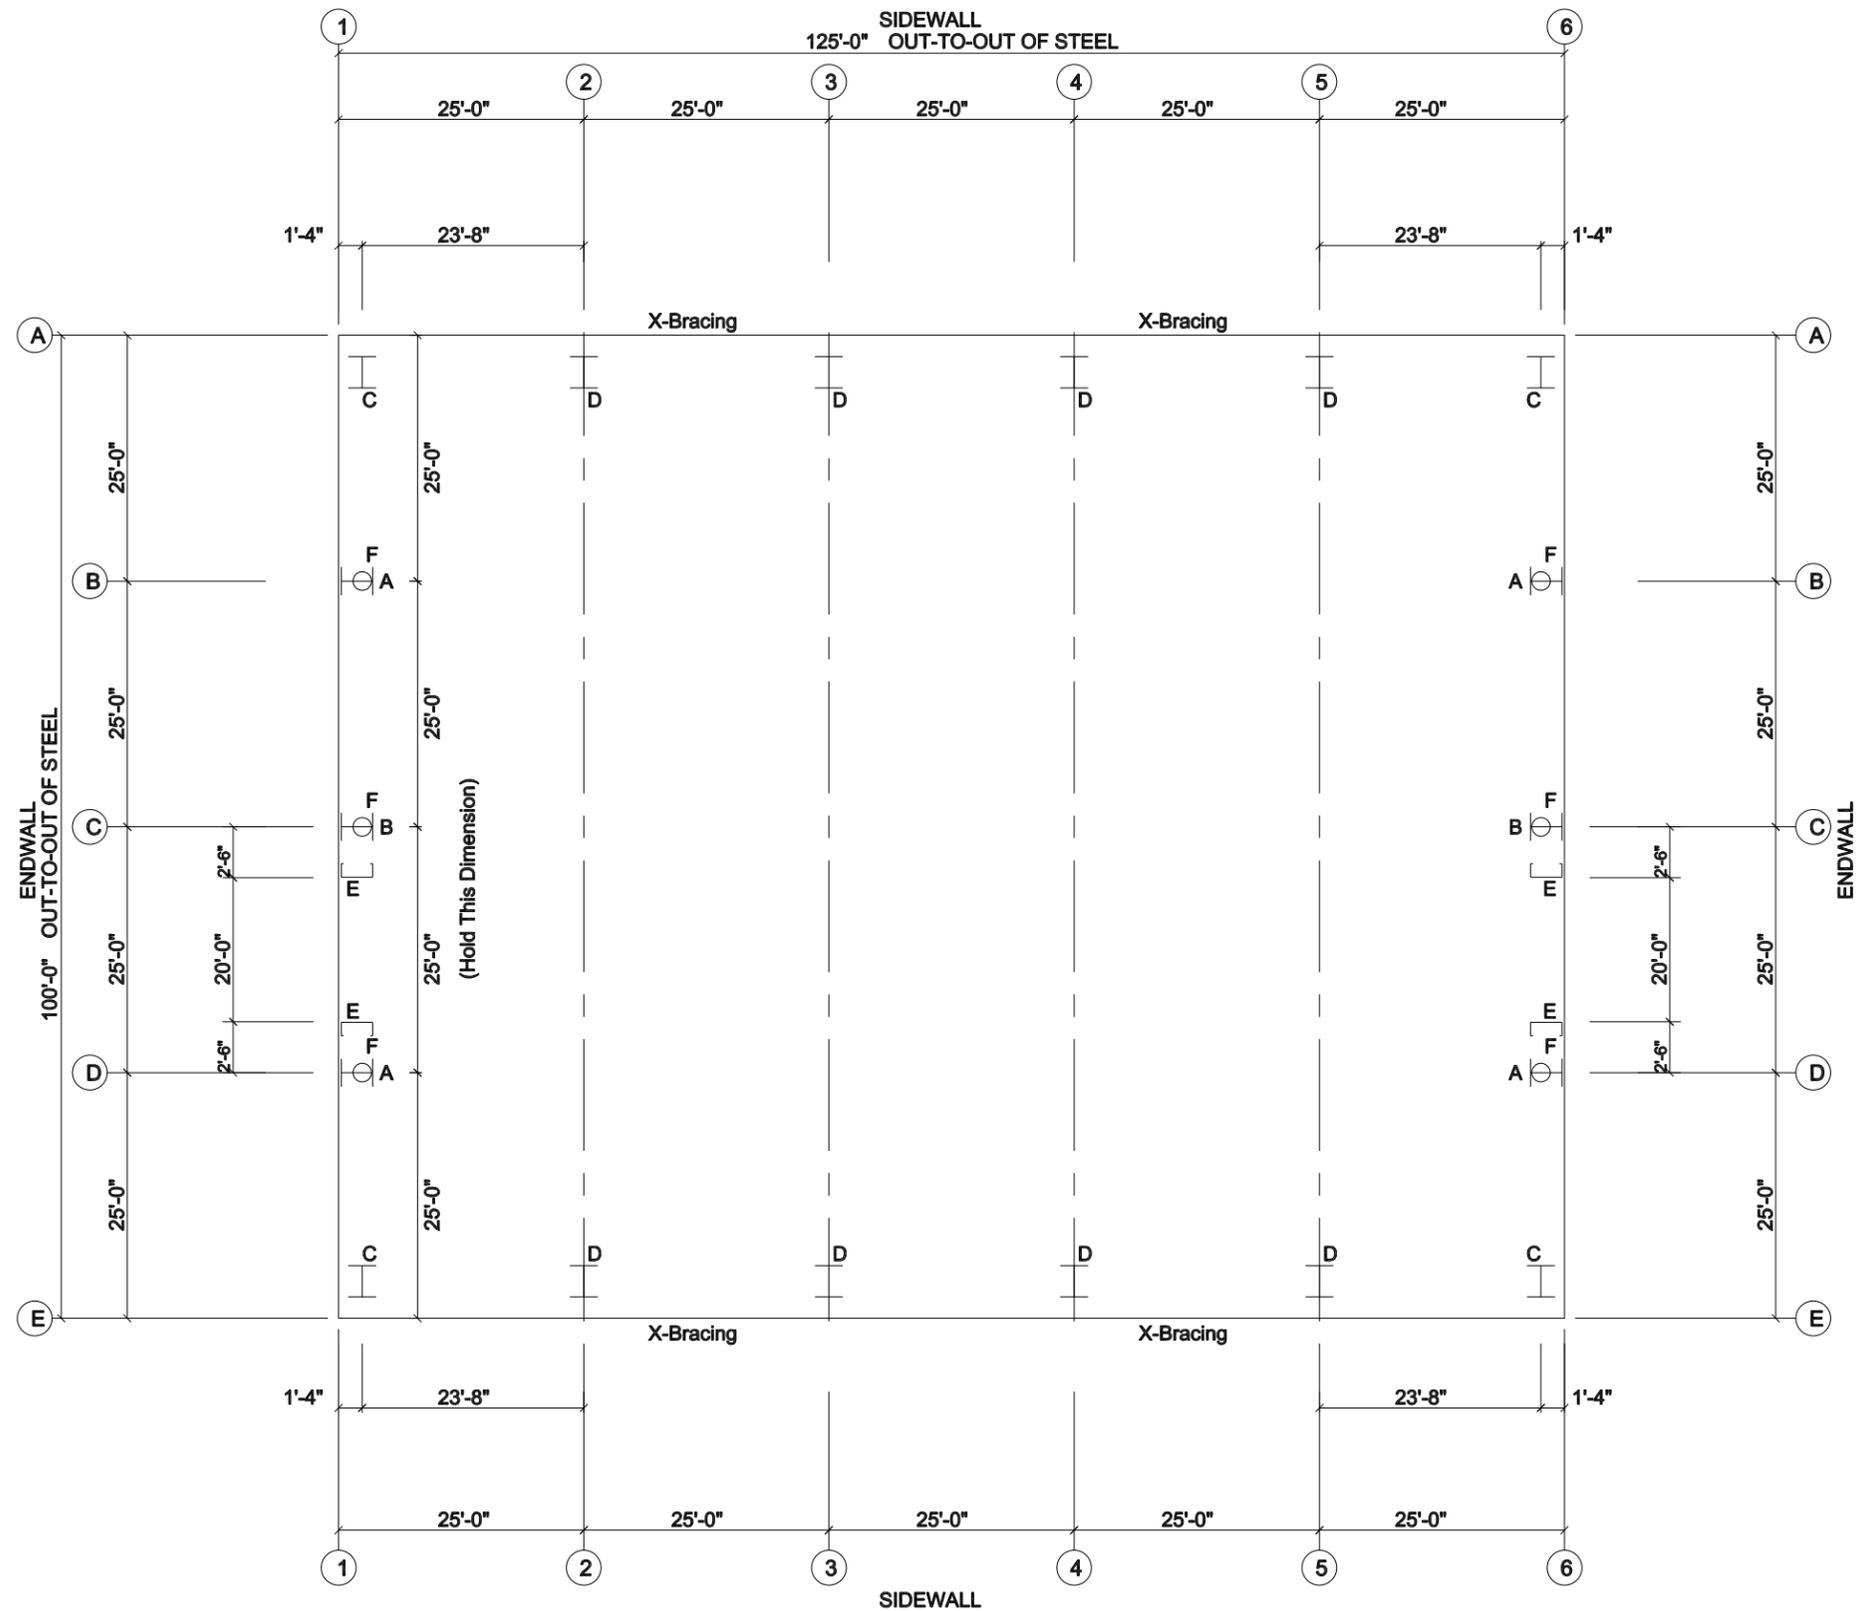 1
SIDEWALL
6
125'-0" OUT-TO-OUT OF STEEL
2
3
4
5
25'-0"
25'-0"
25'-0"
25'-0"
25'-0"
1'-4"
23'-8"
23'-8"
1'-4"
X-Bracing
X-Bracing
A
A
C
D
D
D
D
C
25'-0"
25'-0"
25'-0"
F
F
B
A
A
B
25'-0"
25'-0"
25'-0"
ENDWALL
100'-0" OUT-TO-OUT OF STEEL
(Hold This Dimension)
F
F
C
B
B
C
ENDWALL
2'-6"
2'-6"
E
E
25'-0"
20'-0"
25'-0"
20'-0"
25'-0"
E
E
2'-6"
F
F
2'-6"
D
A
A
D
25'-0"
25'-0"
25'-0"
C
D
D
D
D
C
E
E
X-Bracing
X-Bracing
1'-4"
23'-8"
23'-8"
1'-4"
25'-0"
25'-0"
25'-0"
25'-0"
25'-0"
1
2
3
4
5
6
SIDEWALL